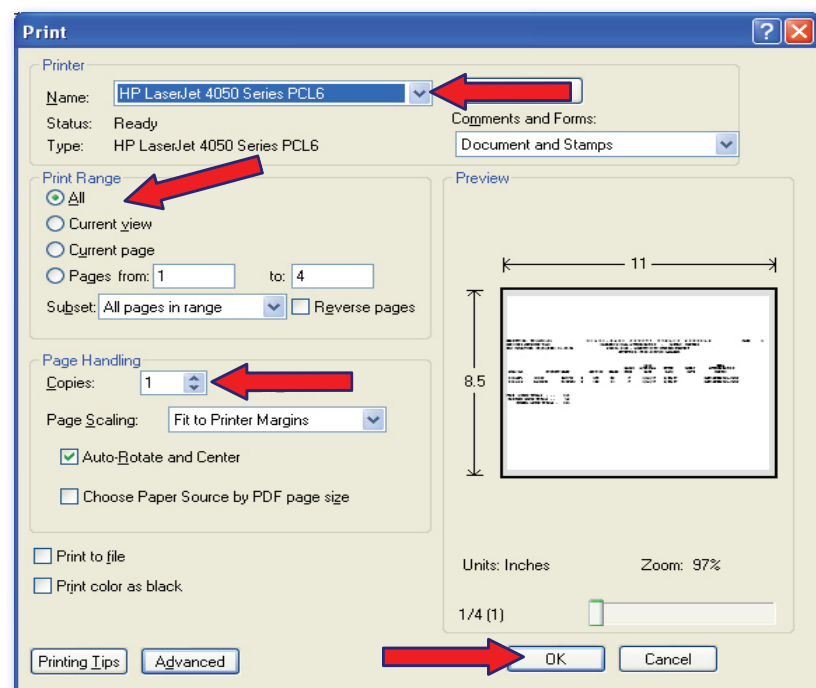 Print
Printer
Name: HP LaserJet 4050 Series PCL6
Status: Ready
Comments and Forms:
Type: HP LaserJet 4050 Series PCL6
Document and Stamps
Print Range
All
Current view
Current page
Pages from: 1 to: 4
Subset: All pages in range Reverse pages
Page Handling
Copies: 1
Page Scaling: Fit to Printer Margins
Auto-Rotate and Center
Choose Paper Source by PDF page size
Print to file
Print color as black
Preview
11
8.5
Units: Inches Zoom: 97%
1/4 (1)
Printing Tips Advanced OK Cancel